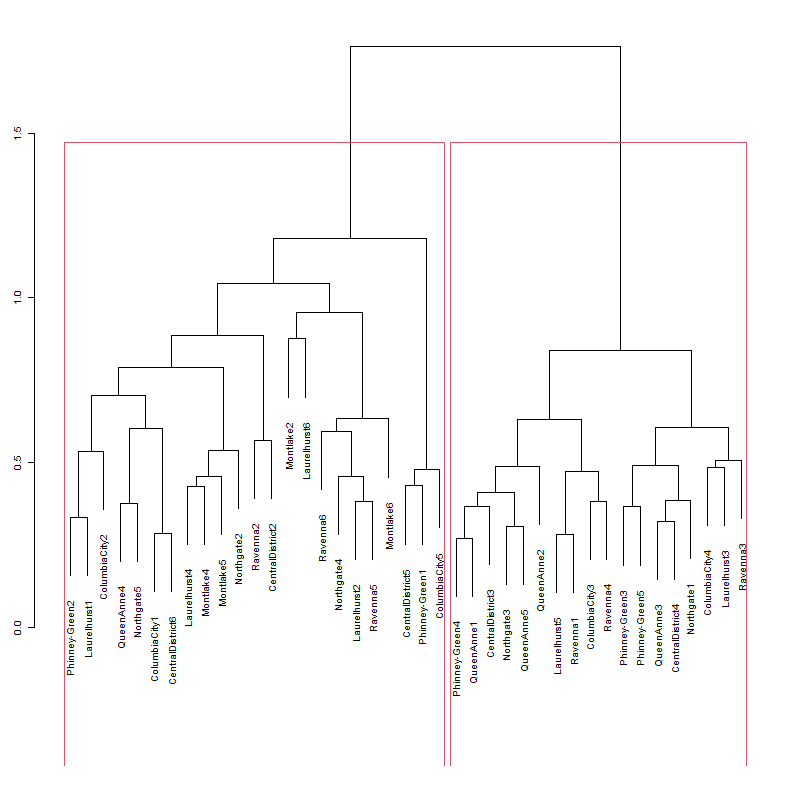 1.5
1.0
0.5
0.0
Phinney-Green2
Laurelhurst1
ColumbiaCity2
QueenAnne4
Northgate5
ColumbiaCity1
CentralDistrict6
Laurelhurst4
Montlake4
Montlake5
Northgate2
Ravenna2
CentralDistrict2
Montlake2
Laurelhurst6
Ravenna6
Northgate4
Laurelhurst2
Ravenna5
Montlake6
CentralDistrict5
Phinney-Green1
ColumbiaCity5
Phinney-Green4
QueenAnne1
CentralDistrict3
Northgate3
QueenAnne5
QueenAnne2
Laurelhurst5
Ravenna1
ColumbiaCity3
Ravenna4
Phinney-Green3
Phinney-Green5
QueenAnne3
CentralDistrict4
Northgate1
ColumbiaCity4
Laurelhurst3
Ravenna3